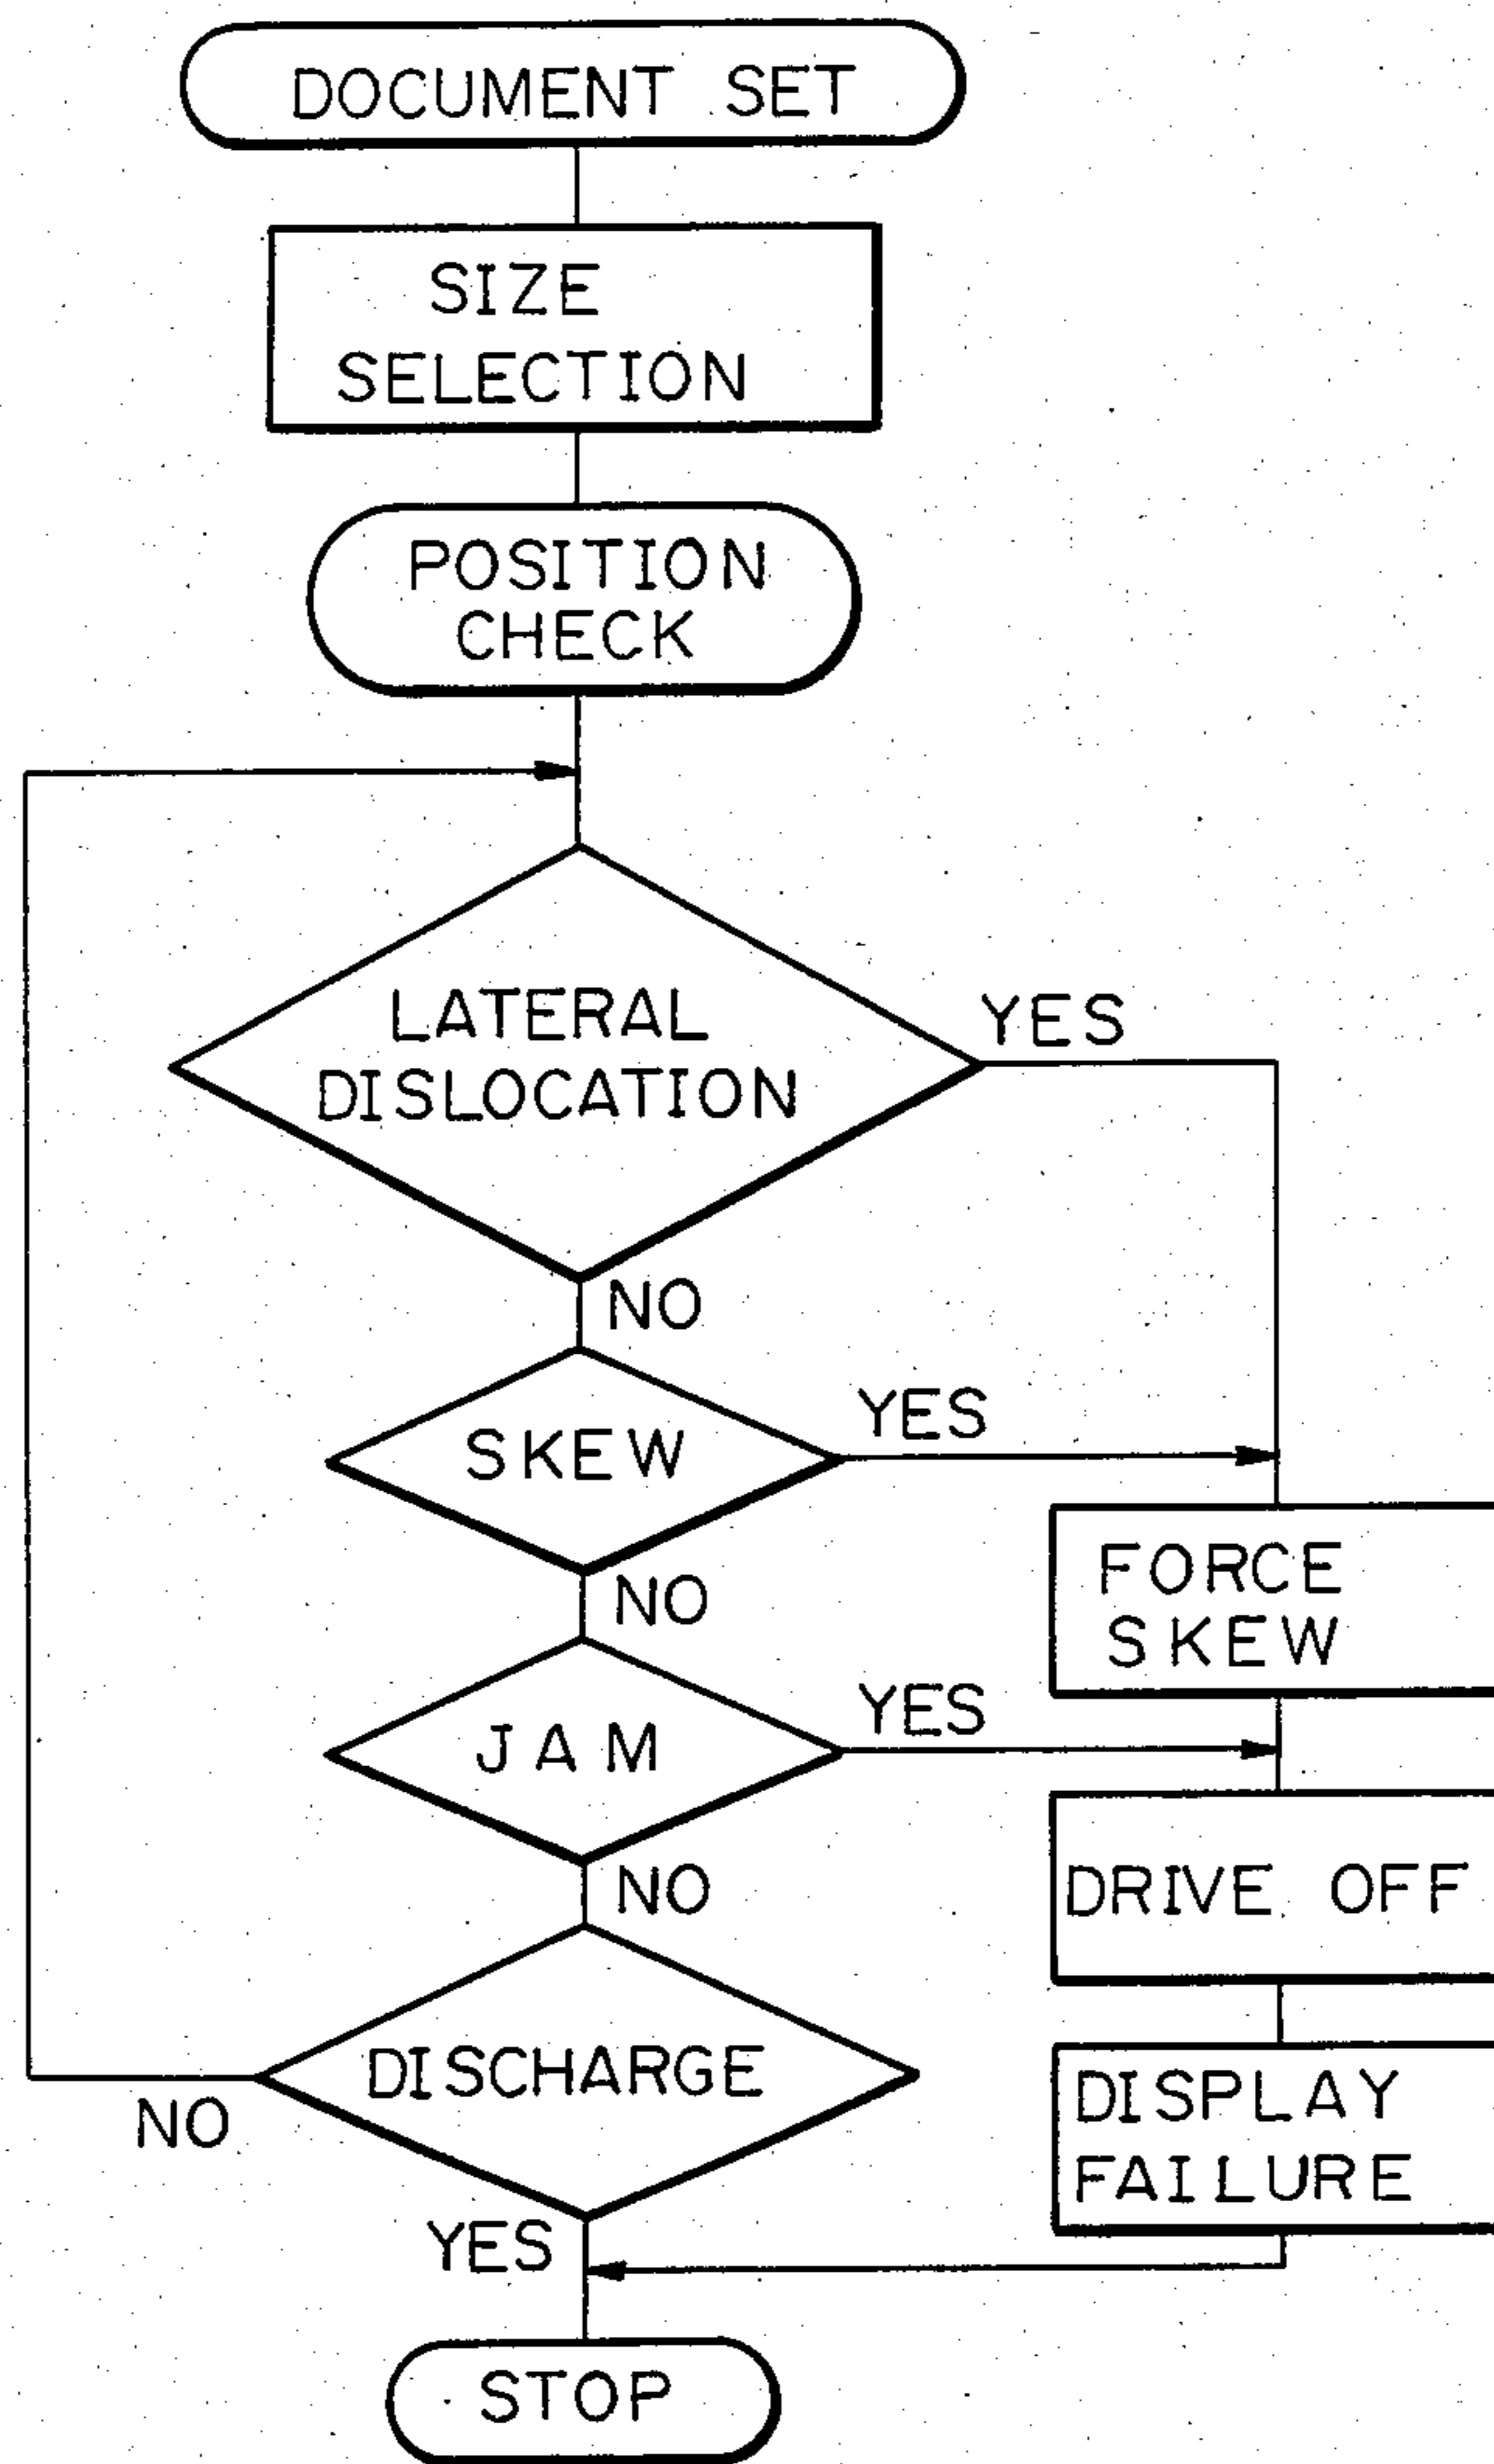 DOCUMENT SET
SIZE
SELECTION
POSITION
CHECK
LATERAL
DISLOCATION
YES
NO
SKEW
YES
NO
FORCE
SKEW
JAM
YES
NO
DRIVE OFF
DISCHARGE
NO
YES
DISPLAY
FAILURE
STOP